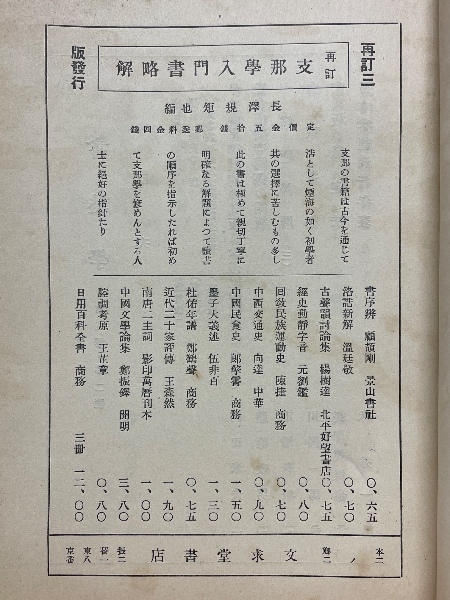 再訂三
版發行
再訂 支那學入門書略解
長澤規矩也編
定價金五拾錢 郵送料金四錢
支那の書籍は古今を通じて
浩として煙海の如く初學者
其の選擇に苦しむもの多し
此の書は極めて親切丁寧に
明確なる解題によつて讀書
の順序を指示したれば初め
て支那學を修めんとする人
士に絕好の指針たり
書序辨 顧頡剛 景山書社 〇、六五
洛誥新解 溫廷敬 〇、七〇
古聲韻討論集 楊樹達 北平好望書店 〇、七五
經史動靜字音 元劉鑑 〇、八〇
回敎民族運動史 陳捷 商務 〇、七〇
中西交通史 向達 中華 〇、九〇
中國民食史 郎擎霄 商務 一、五〇
墨子大義述 伍非百 一、三〇
杜佑年譜 鄭鶴聲 商務 〇、七五
近代二十家評傳 王森然 一、九〇
南唐二主詞 影印萬曆刊本 一、〇〇
中國文學論集 鄭振鐸 開明 三、八〇
談調考原 王芷章 〇、八〇
日用百科全書 商務 三冊 一二、〇〇
文求堂書店